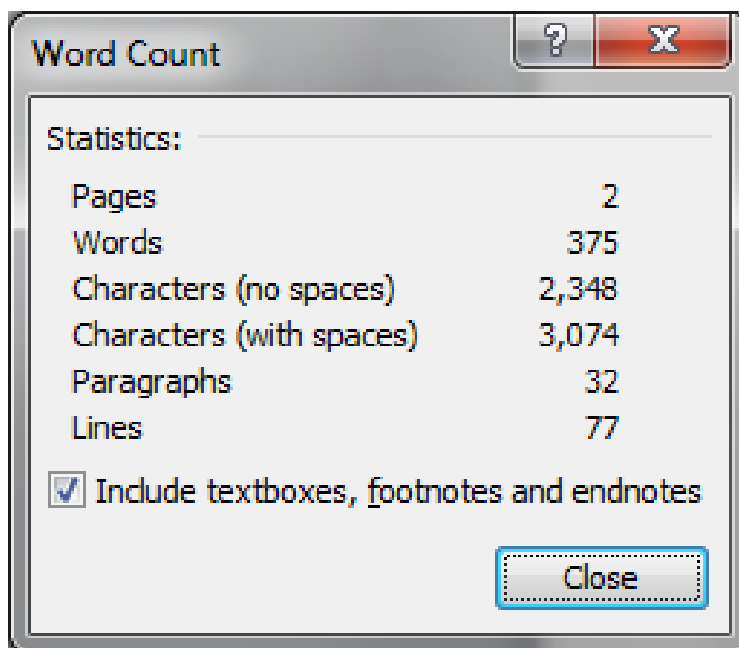 Word Count
?
X
Statistics:
Pages 2
Words 375
Characters (no spaces) 2,348
Characters (with spaces) 3,074
Paragraphs 32
Lines 77
Include textboxes, footnotes and endnotes
Close